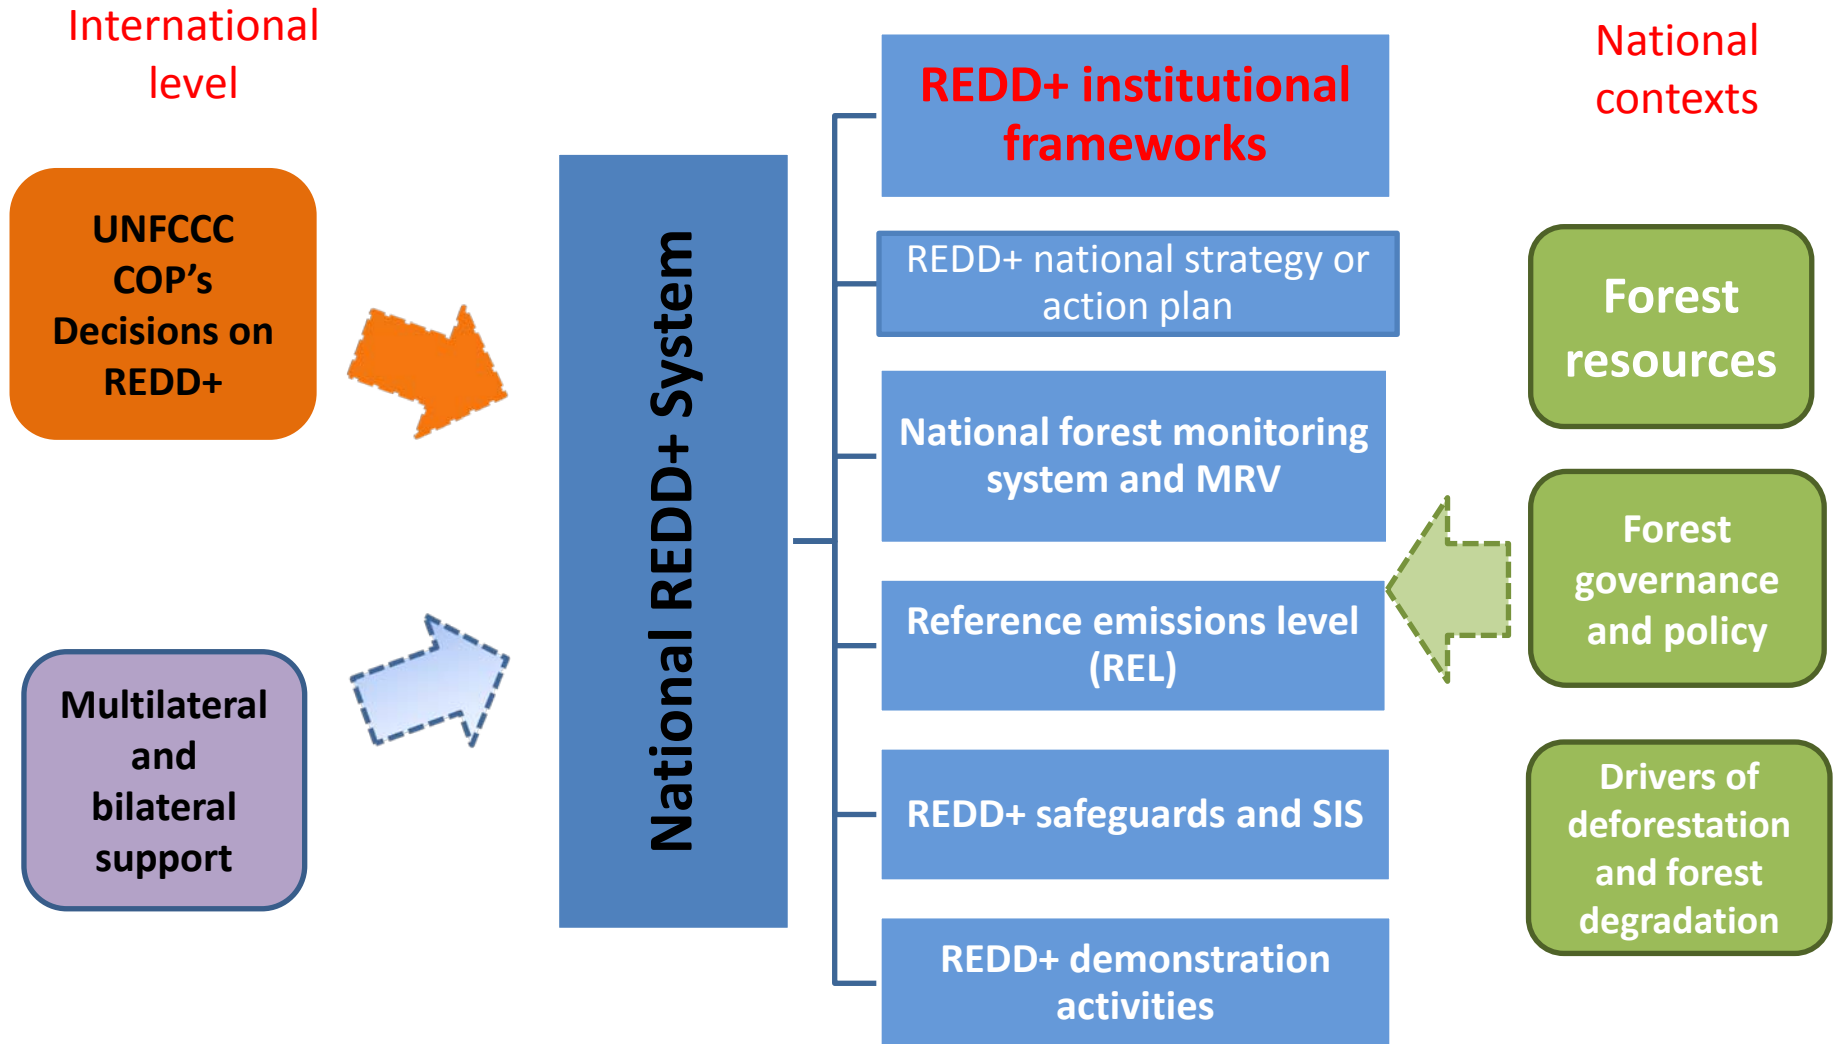 International
level
UNFCCC
COP’s
Decisions on
REDD+
Multilateral
and
bilateral
support
National REDD+ System
REDD+ institutional
frameworks
REDD+ national strategy or
action plan
National forest monitoring
system and MRV
Reference emissions level
(REL)
REDD+ safeguards and SIS
REDD+ demonstration
activities
National
contexts
Forest
resources
Forest
governance
and policy
Drivers of
deforestation
and forest
degradation